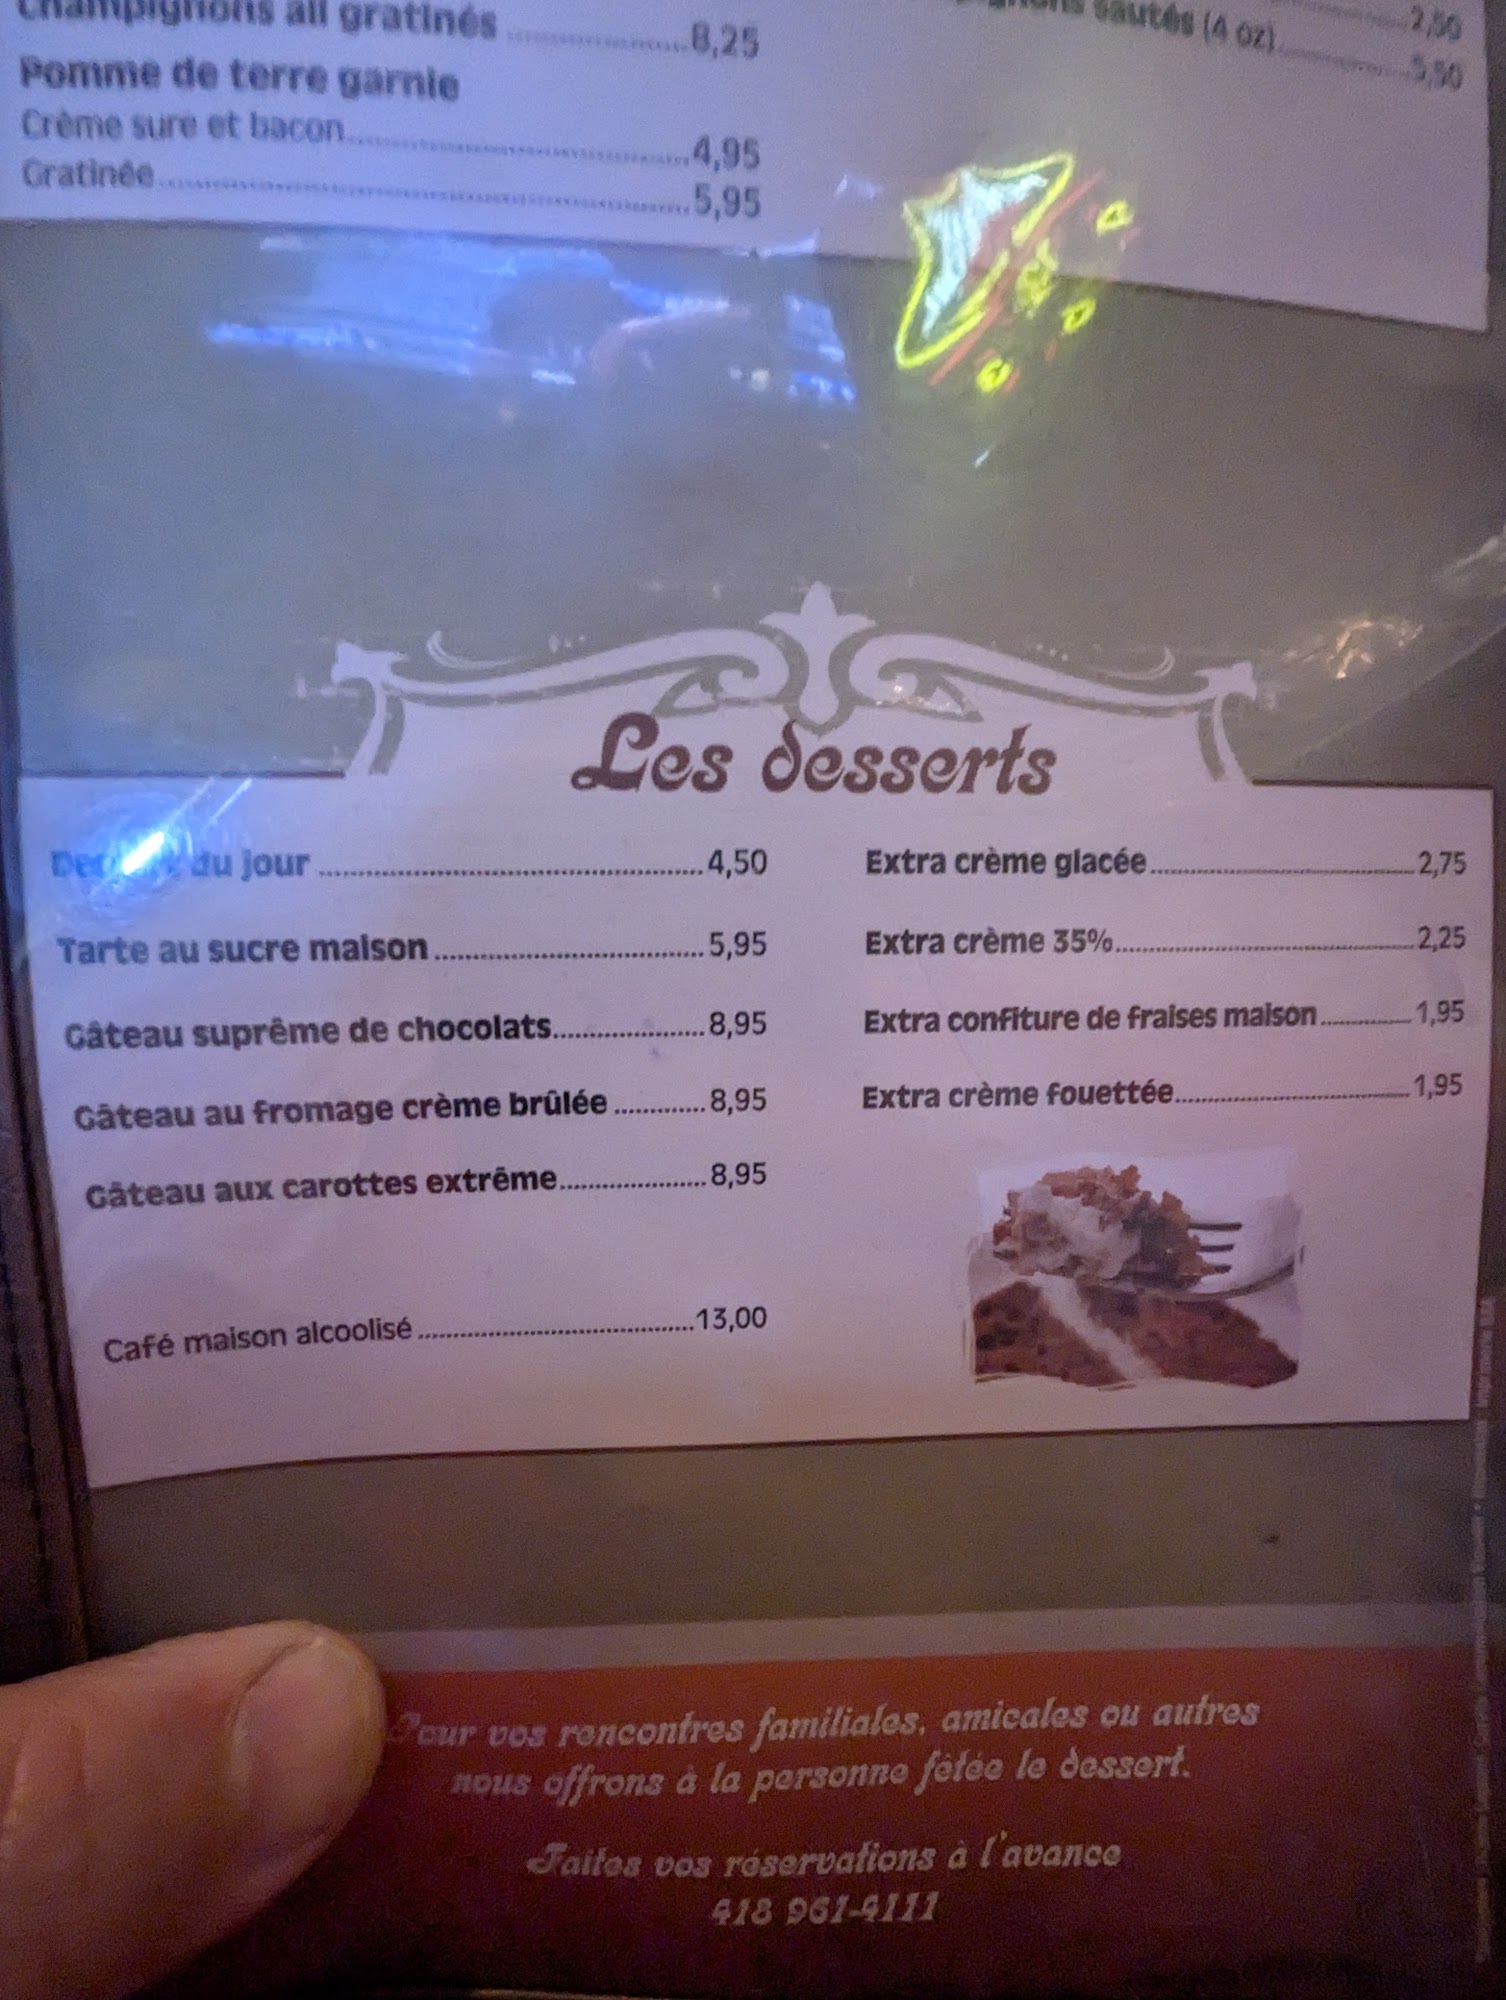 Champignons ail gratinés ........ 8,25
Pomme de terre garnie
Crème sure et bacon ........ 4,95
Gratinée ........ 5,95
2,50
sautés (4 oz) ........ 5,50
Les desserts
du jour ........ 4,50
Tarte au sucre maison ........ 5,95
Gâteau suprême de chocolats ........ 8,95
Gâteau au fromage crème brûlée ........ 8,95
Gâteau aux carottes extrême ........ 8,95
Café maison alcoolisé ........ 13,00
Extra crème glacée ........ 2,75
Extra crème 35% ........ 2,25
Extra confiture de fraises maison ........ 1,95
Extra crème fouettée ........ 1,95
Pour vos rencontres familiales, amicales ou autres
nous offrons à la personne fêtée le dessert.
Faites vos réservations à l'avance
418 961-4111